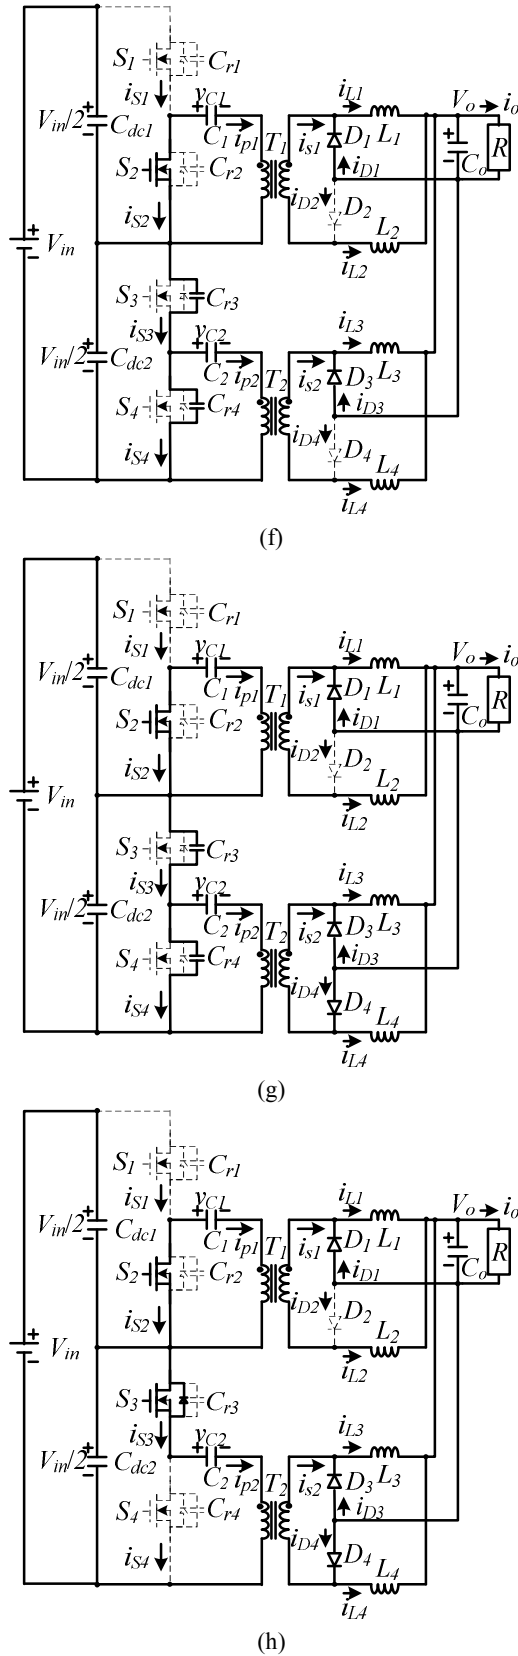 S1 Cr1
iS1 vC1 iL1 Vo io
Vin/2 Cdc1 C1 ip1 T1 is1 D1 L1 Co R
S2 Cr2 iD1
iS2 iD2 D2 L2
Vin iL2
S3 Cr3
iS3 vC2 iL3
Vin/2 Cdc2 C2 ip2 T2 is2 D3 L3
S4 Cr4 iD3
iS4 iD4 D4 L4
iL4
(f)
S1 Cr1
iS1 vC1 iL1 Vo io
Vin/2 Cdc1 C1 ip1 T1 is1 D1 L1 Co R
S2 Cr2 iD1
iS2 iD2 D2 L2
Vin iL2
S3 Cr3
iS3 vC2 iL3
Vin/2 Cdc2 C2 ip2 T2 is2 D3 L3
S4 Cr4 iD3
iS4 iD4 D4 L4
iL4
(g)
S1 Cr1
iS1 vC1 iL1 Vo io
Vin/2 Cdc1 C1 ip1 T1 is1 D1 L1 Co R
S2 Cr2 iD1
iS2 iD2 D2 L2
Vin iL2
S3 Cr3
iS3 vC2 iL3
Vin/2 Cdc2 C2 ip2 T2 is2 D3 L3
S4 Cr4 iD3
iS4 iD4 D4 L4
iL4
(h)